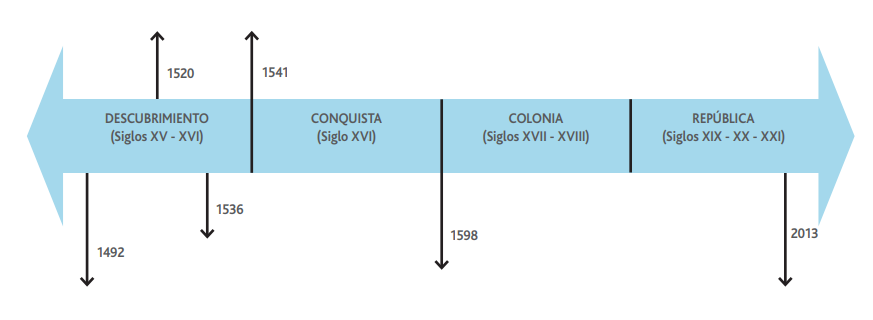 1520
1541
DESCUBRIMIENTO
(Siglos XV - XVI)
CONQUISTA
(Siglo XVI)
COLONIA
(Siglos XVII - XVIII)
REPÚBLICA
(Siglos XIX - XX - XXI)
1492
1536
1598
2013